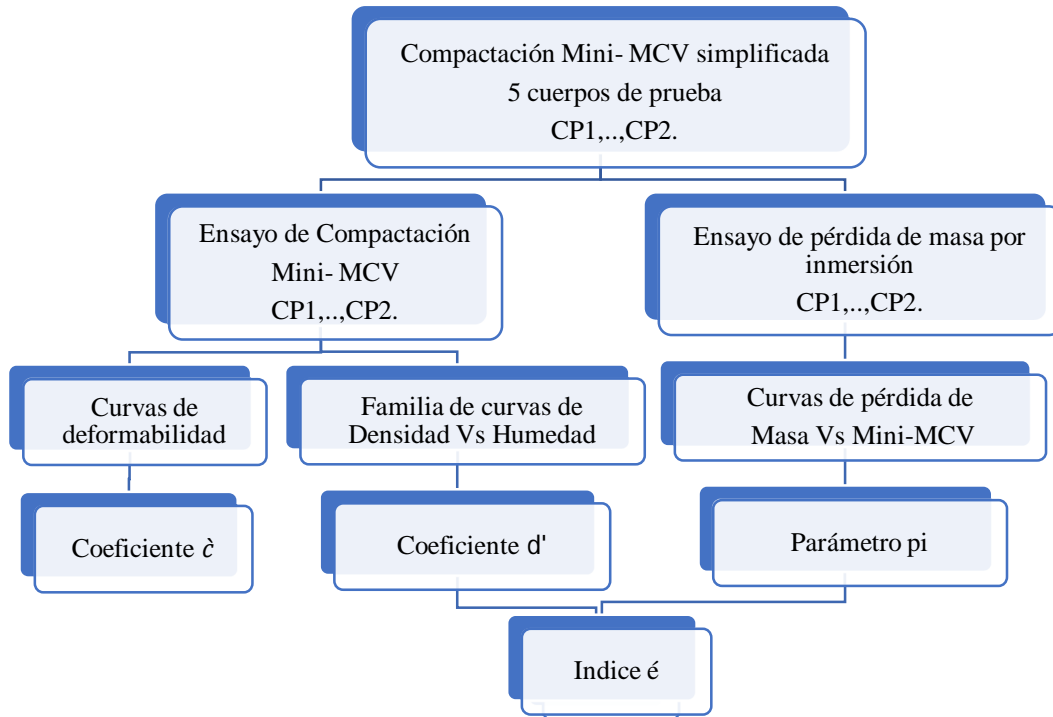 Compactación Mini- MCV simplificada
5 cuerpos de prueba
CP1,..,CP2.
Ensayo de Compactación
Mini- MCV
CP1,..,CP2.
Ensayo de pérdida de masa por
inmersión
CP1,..,CP2.
Curvas de
deformabilidad
Familia de curvas de
Densidad Vs Humedad
Curvas de pérdida de
Masa Vs Mini-MCV
Coeficiente c̀
Coeficiente d'
Parámetro pi
Indice é